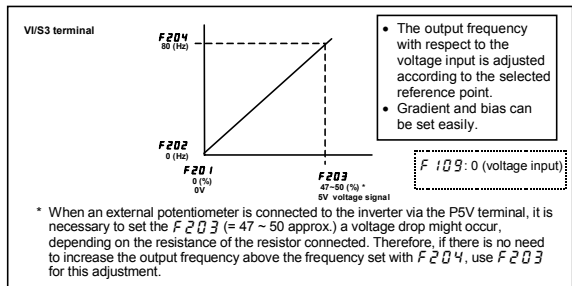 VI/S3 terminal
F204
80 (Hz)
F202
0 (Hz)
F201
0 (%)
0V
F203
47~50 (%) *
5V voltage signal
• The output frequency
with respect to the
voltage input is adjusted
according to the selected
reference point.
• Gradient and bias can
be set easily.
F109: 0 (voltage input)
* When an external potentiometer is connected to the inverter via the P5V terminal, it is
necessary to set the F203 (= 47 ~ 50 approx.) a voltage drop might occur,
depending on the resistance of the resistor connected. Therefore, if there is no need
to increase the output frequency above the frequency set with F204, use F203
for this adjustment.